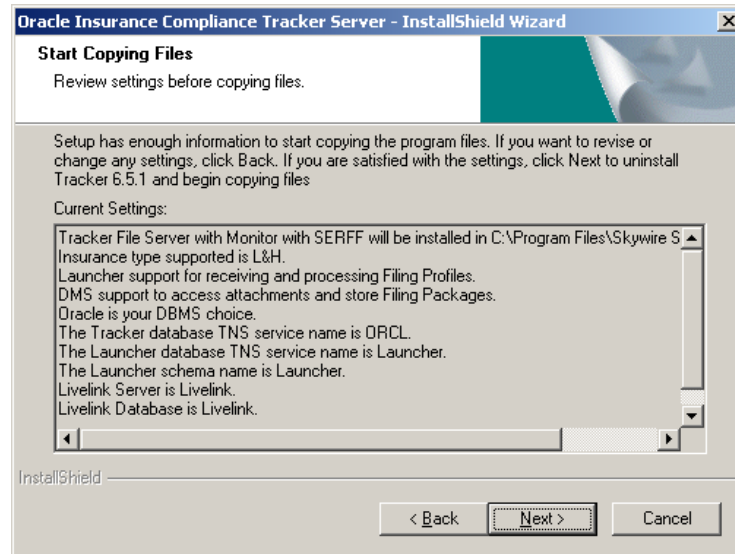 Oracle Insurance Compliance Tracker Server - InstallShield Wizard
Start Copying Files
Review settings before copying files.
Setup has enough information to start copying the program files. If you want to revise or
change any settings, click Back. If you are satisfied with the settings, click Next to uninstall
Tracker 6.5.1 and begin copying files
Current Settings:
Tracker File Server with Monitor with SERFF will be installed in C:\Program Files\Skywire S
Insurance type supported is L&H.
Launcher support for receiving and processing Filing Profiles.
DMS support to access attachments and store Filing Packages.
Oracle is your DBMS choice.
The Tracker database TNS service name is ORCL.
The Launcher database TNS service name is Launcher.
The Launcher schema name is Launcher.
Livelink Server is Livelink.
Livelink Database is Livelink.
InstallShield
< Back Next > Cancel